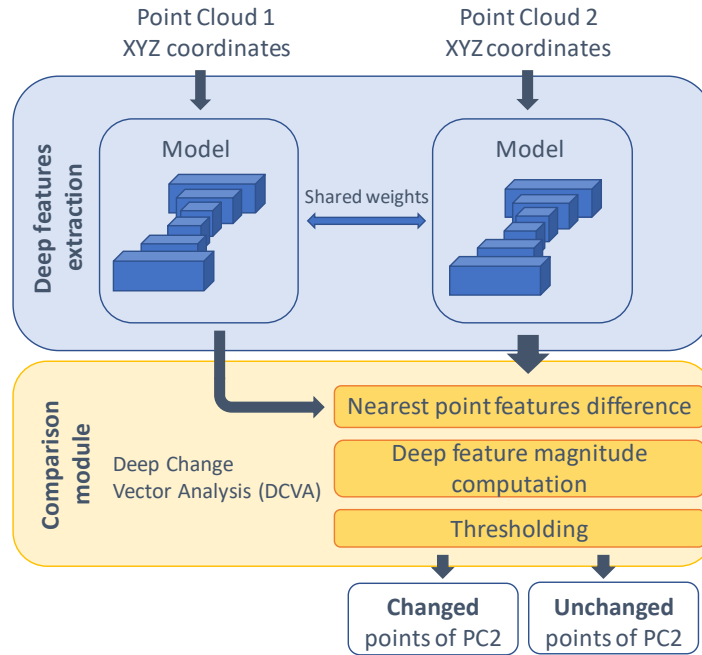 Point Cloud 1
XYZ coordinates
Point Cloud 2
XYZ coordinates
Deep features
extraction
Model
Shared weights
Model
Comparison
module
Deep Change
Vector Analysis (DCVA)
Nearest point features difference
Deep feature magnitude
computation
Thresholding
Changed
points of PC2
Unchanged
points of PC2